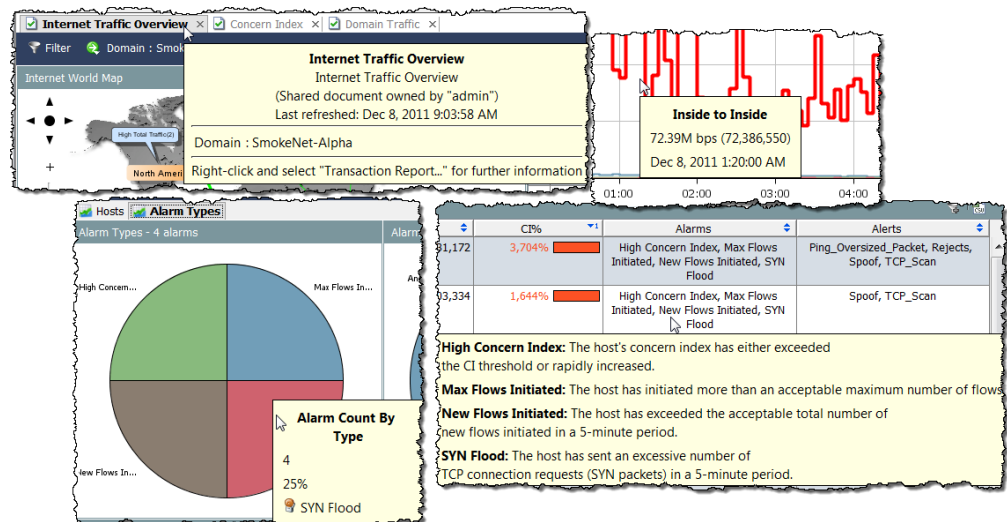 Internet Traffic Overview
Concern Index
Domain Traffic
Filter
Domain : Smok
Internet World Map
High Total Traffic(2)
North Ameri
Internet Traffic Overview
Internet Traffic Overview
(Shared document owned by "admin")
Last refreshed: Dec 8, 2011 9:03:58 AM
Domain : SmokeNet-Alpha
Right-click and select "Transaction Report..." for further information
Inside to Inside
72.39M bps (72,386,550)
Dec 8, 2011 1:20:00 AM
01:00 02:00 03:00 04:00
Hosts
Alarm Types
Alarm Types - 4 alarms
Alarm
High Concern...
Max Flows In...
An
New Flows In...
Alarm Count By
Type
4
25%
SYN Flood
CI% 1 Alarms Alerts
31,172 3,704% High Concern Index, Max Flows Ping_Oversized_Packet, Rejects,
Initiated, New Flows Initiated, SYN Spoof, TCP_Scan
Flood
03,334 1,644% High Concern Index, Max Flows Spoof, TCP_Scan
Initiated, New Flows Initiated, SYN
Flood
High Concern Index: The host's concern index has either exceeded
the CI threshold or rapidly increased.
Max Flows Initiated: The host has initiated more than an acceptable maximum number of flows
New Flows Initiated: The host has exceeded the acceptable total number of
new flows initiated in a 5-minute period.
SYN Flood: The host has sent an excessive number of
TCP connection requests (SYN packets) in a 5-minute period.